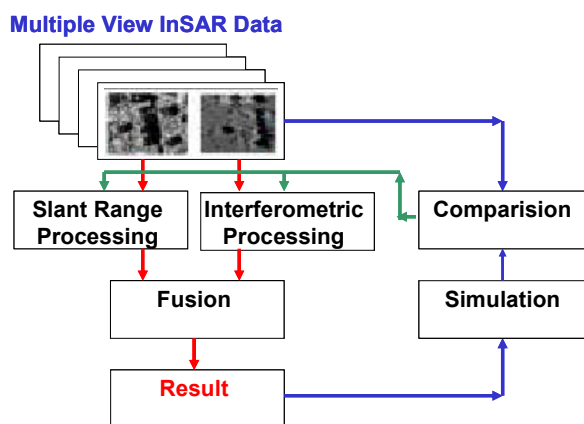 Multiple View InSAR Data
Slant Range
Processing
Interferometric
Processing
Comparision
Fusion
Simulation
Result